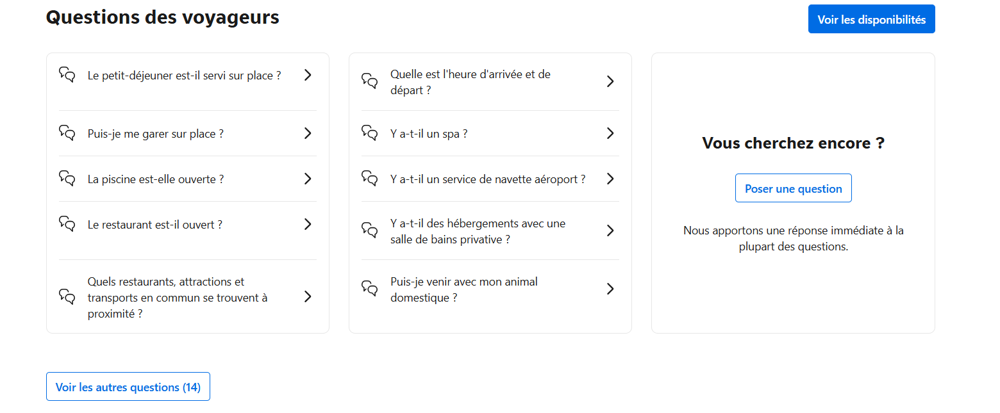 Questions des voyageurs
Voir les disponibilités
Le petit-déjeuner est-il servi sur place ?
Puis-je me garer sur place ?
La piscine est-elle ouverte ?
Le restaurant est-il ouvert ?
Quels restaurants, attractions et
transports en commun se trouvent à
proximité ?
Quelle est l'heure d'arrivée et de
départ ?
Y a-t-il un spa ?
Y a-t-il un service de navette aéroport ?
Y a-t-il des hébergements avec une
salle de bains privative ?
Puis-je venir avec mon animal
domestique ?
Vous cherchez encore ?
Poser une question
Nous apportons une réponse immédiate à la
plupart des questions.
Voir les autres questions (14)